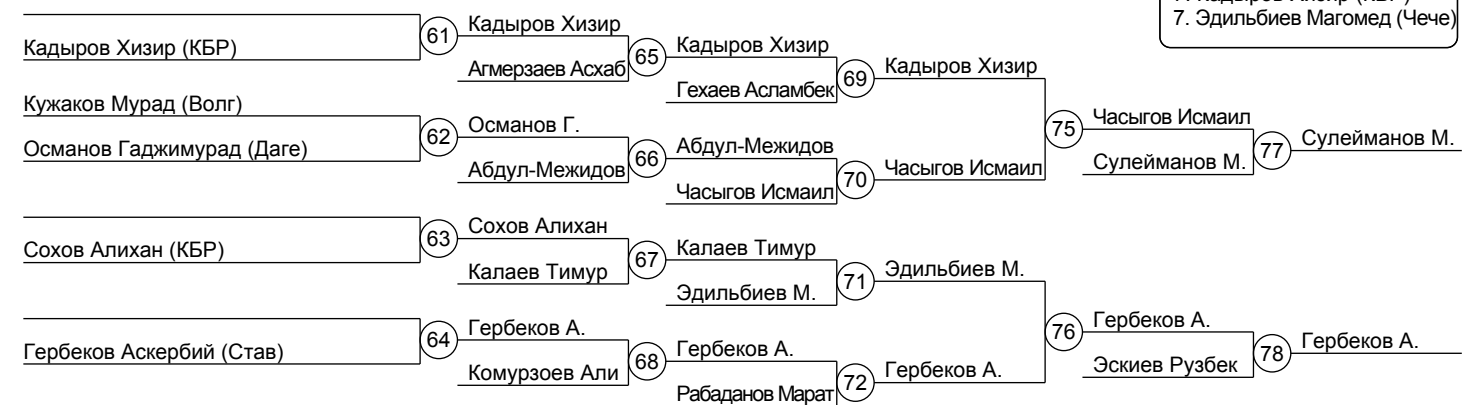 7. Эдильбиев Магомед (Чече)
Кадыров Хизир (КБР)
61
Кадыров Хизир
Агмерзаев Асхаб
65
Кадыров Хизир
Гехаев Асламбек
69
Кадыров Хизир
Кужаков Мурад (Волг)
Османов Гаджимурад (Даге)
62
Османов Г.
Абдул-Межидов
66
Абдул-Межидов
Часыгов Исмаил
70
Часыгов Исмаил
75
Часыгов Исмаил
Сулейманов М.
77
Сулейманов М.
Сохов Алихан (КБР)
63
Сохов Алихан
Калаев Тимур
67
Калаев Тимур
Эдильбиев М.
71
Эдильбиев М.
Гербеков Аскербий (Став)
64
Гербеков А.
Комурзоев Али
68
Гербеков А.
Рабаданов Марат
72
Гербеков А.
76
Гербеков А.
Эскиев Рузбек
78
Гербеков А.